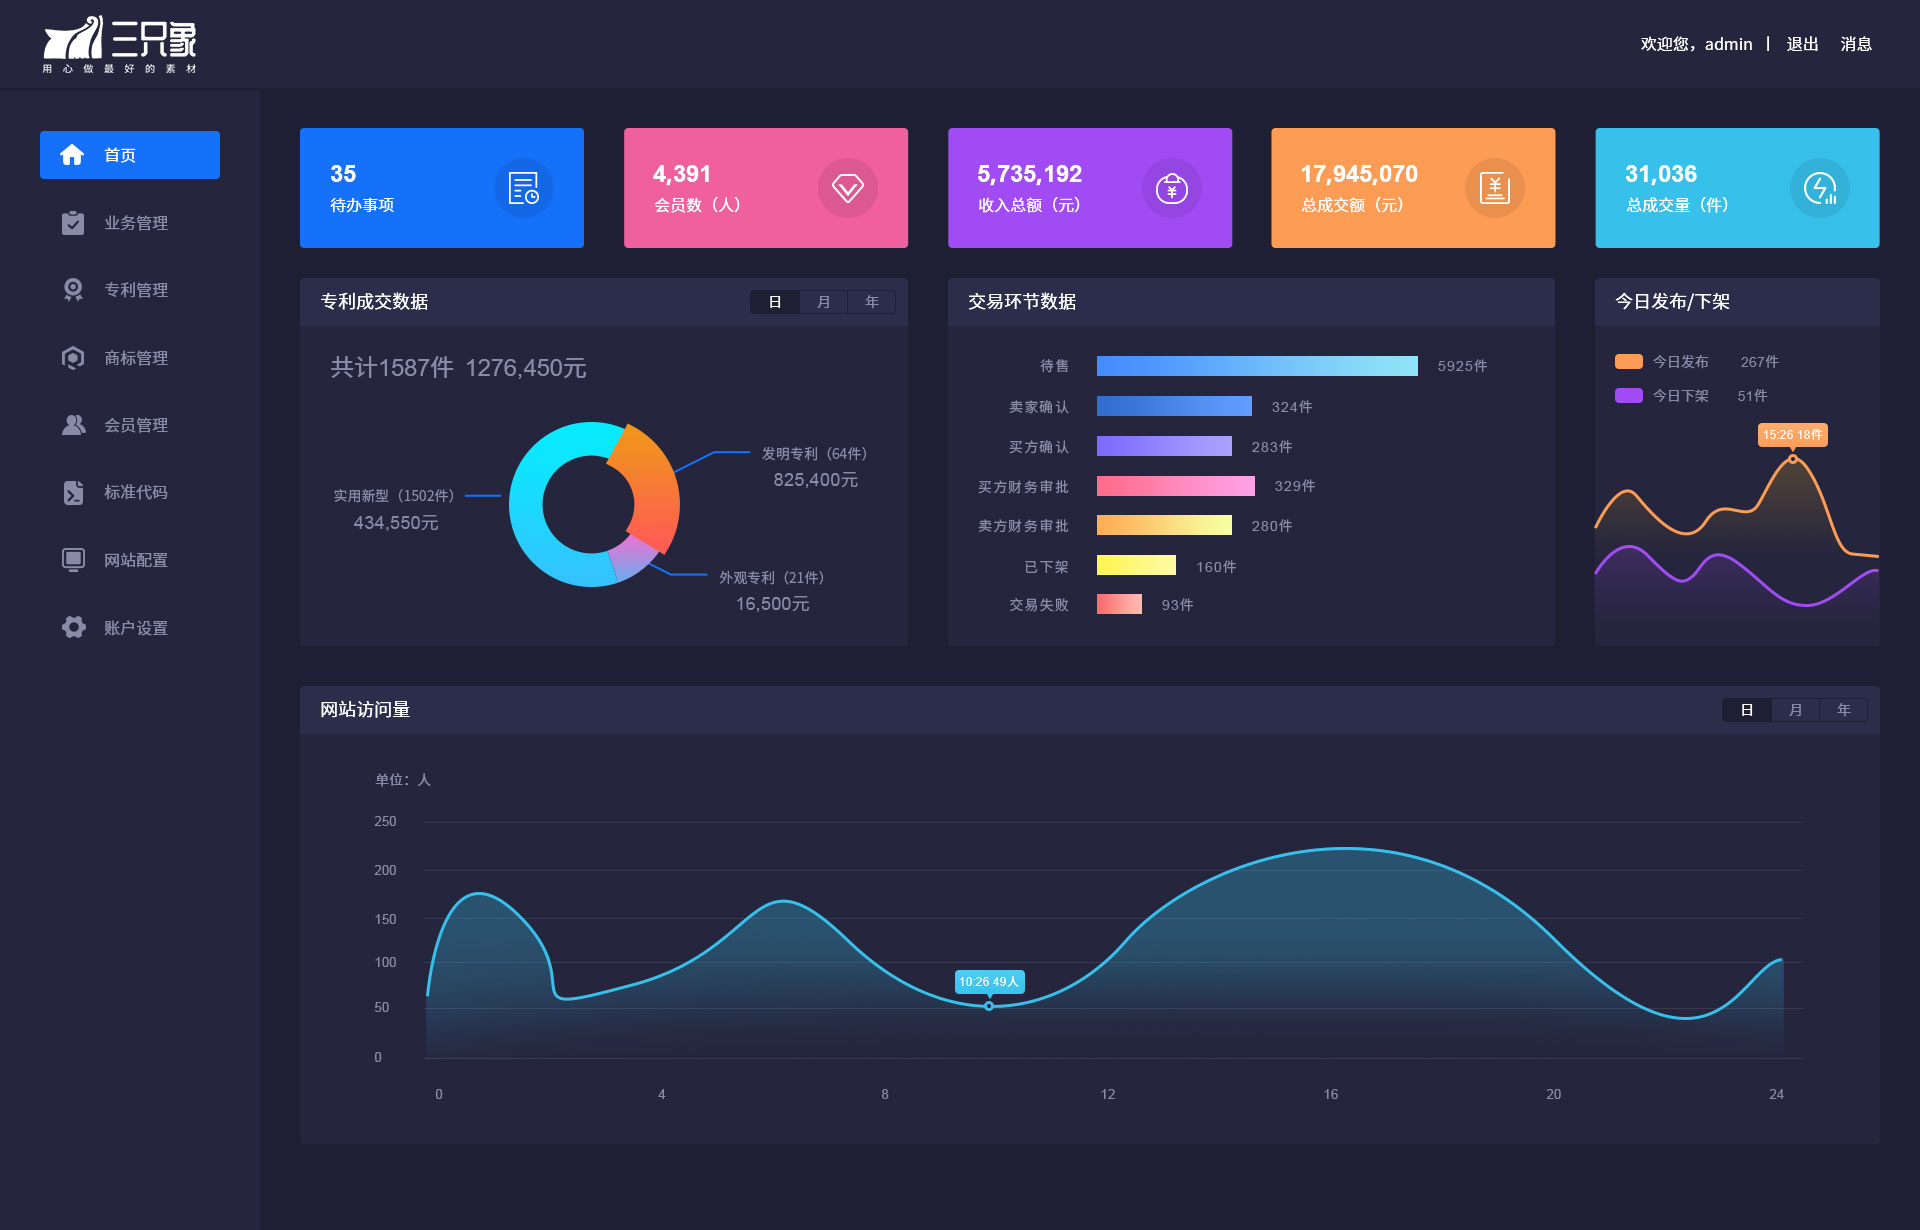 三只象
用心做最好的素材
欢迎您，admin | 退出 消息
首页
业务管理
专利管理
商标管理
会员管理
标准代码
网站配置
账户设置
35
待办事项
4,391
会员数（人）
5,735,192
收入总额（元）
17,945,070
总成交额（元）
31,036
总成交量（件）
专利成交数据
日 月 年
共计1587件 1276,450元
发明专利（64件）
825,400元
实用新型（1502件）
434,550元
外观专利（21件）
16,500元
交易环节数据
待售 5925件
卖家确认 324件
买方确认 283件
买方财务审批 329件
卖方财务审批 280件
已下架 160件
交易失败 93件
今日发布/下架
今日发布 267件
今日下架 51件
15:26 18件
网站访问量
日 月 年
单位：人
250
200
150
100
50
0
10:26 49人
0 4 8 12 16 20 24